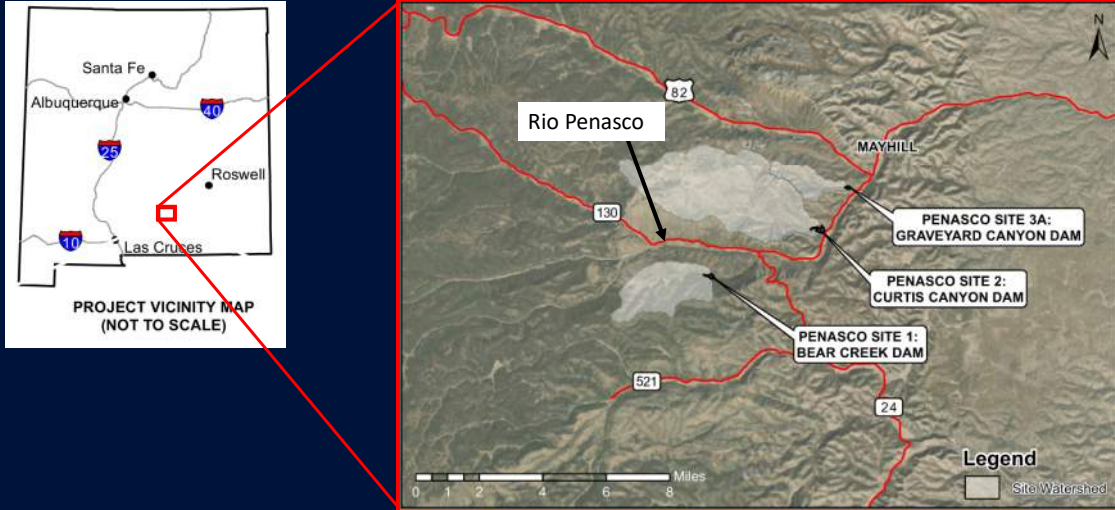 Santa Fe
Albuquerque
40
25
Roswell
10
Las Cruces
PROJECT VICINITY MAP
(NOT TO SCALE)
N
82
Rio Penasco
MAYHILL
130
PENASCO SITE 3A:
GRAVEYARD CANYON DAM
PENASCO SITE 2:
CURTIS CANYON DAM
PENASCO SITE 1:
BEAR CREEK DAM
521
24
Legend
Site Watershed
Miles
0 1 2 4 6 8